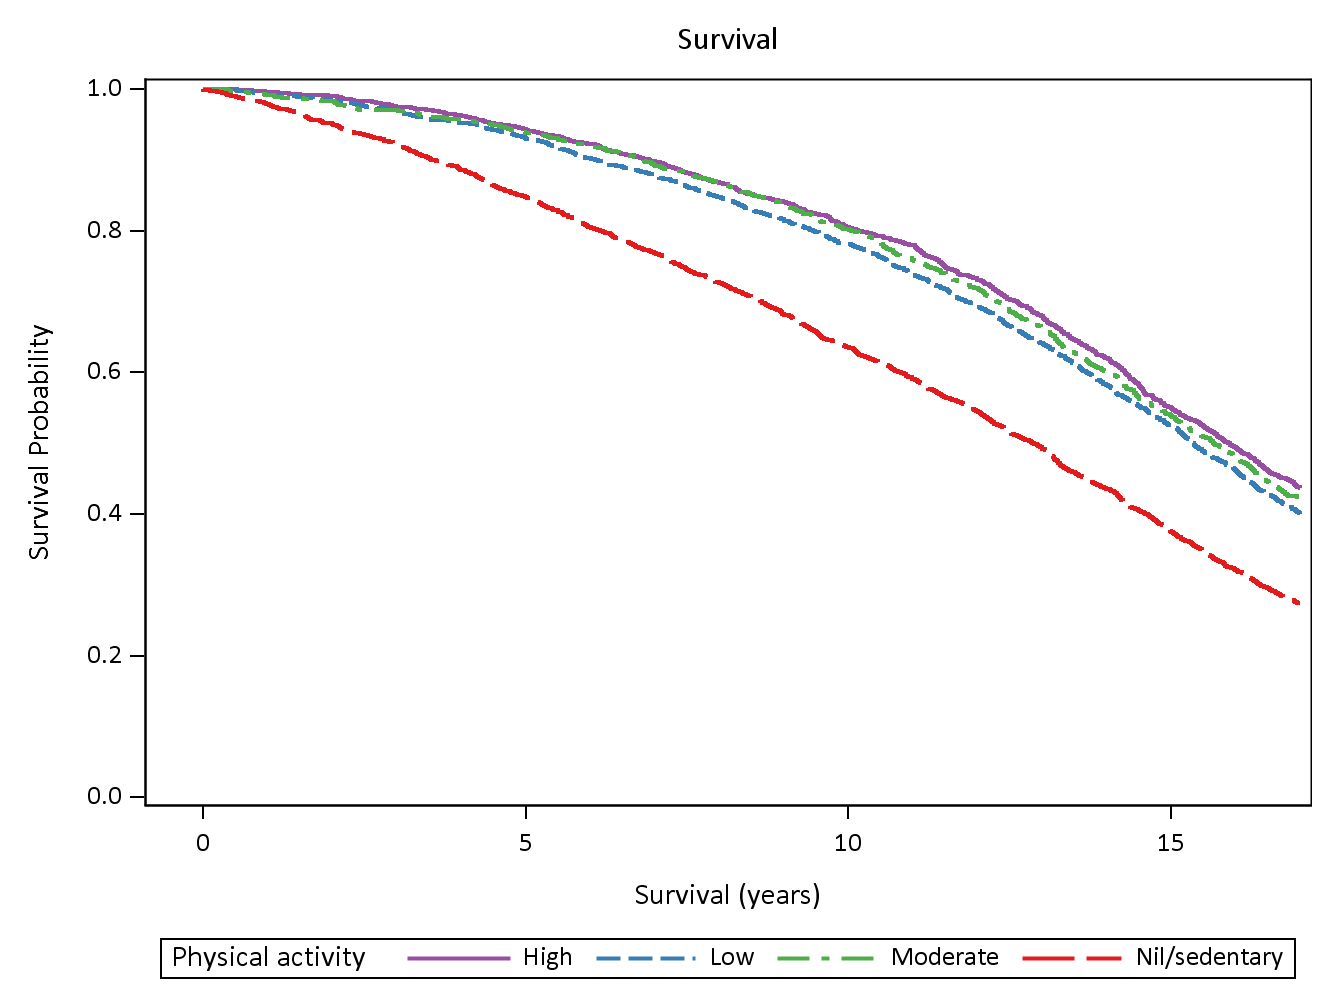 Survival
1.0
0.8
0.6
0.4
0.2
0.0
Survival Probability
0 5 10 15
Survival (years)
Physical activity High Low Moderate Nil/sedentary